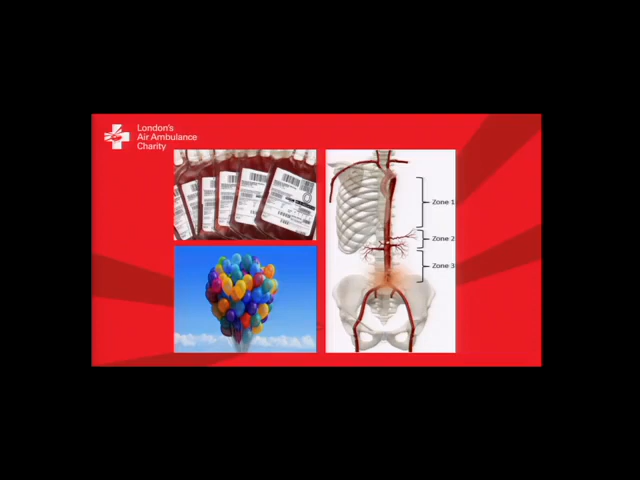 London's
Air Ambulance
Charity
Zone 1
Zone 2
Zone 3